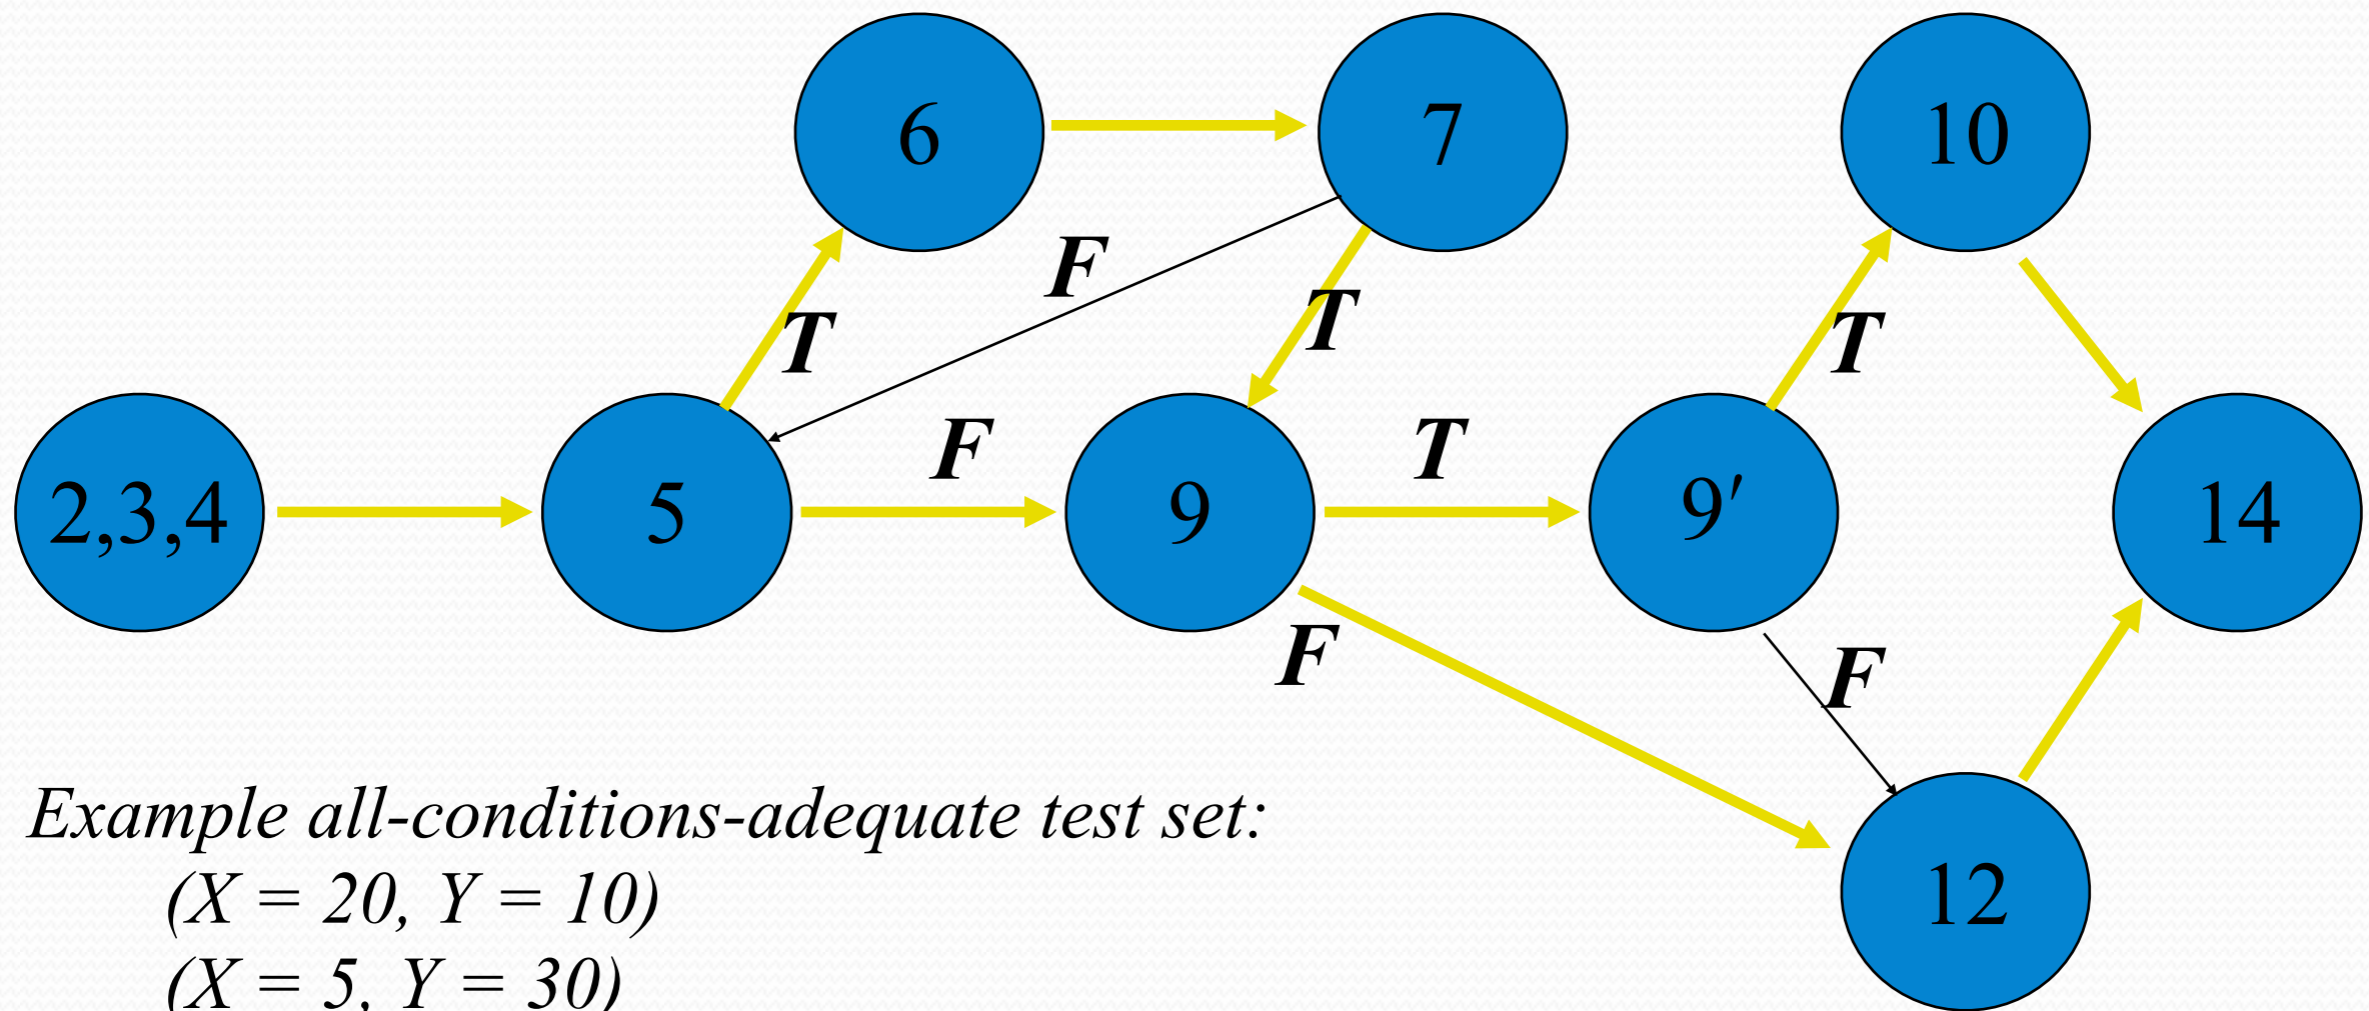 6
7
10
F
T
T
T
2,3,4
5
F
9
T
9′
14
F
F
12
Example all-conditions-adequate test set:
(X = 20, Y = 10)
(X = 5, Y = 30)